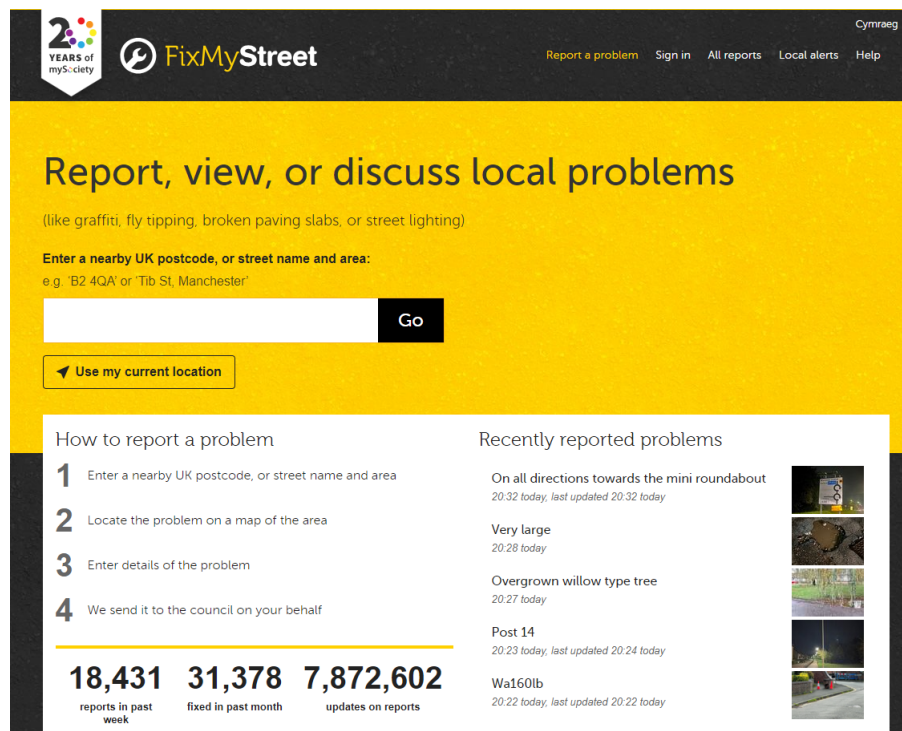 20
YEARS of
mySociety
FixMyStreet
Cymraeg
Report a problem Sign in All reports Local alerts Help
Report, view, or discuss local problems
(like graffiti, fly tipping, broken paving slabs, or street lighting)
Enter a nearby UK postcode, or street name and area:
e.g. 'B2 4QA' or 'Tib St, Manchester'
Go
Use my current location
How to report a problem
1 Enter a nearby UK postcode, or street name and area
2 Locate the problem on a map of the area
3 Enter details of the problem
4 We send it to the council on your behalf
18,431 31,378 7,872,602
reports in past fixed in past month updates on reports
week
Recently reported problems
On all directions towards the mini roundabout
20:32 today, last updated 20:32 today
Very large
20:28 today
Overgrown willow type tree
20:27 today
Post 14
20:23 today, last updated 20:24 today
Wa160lb
20:22 today, last updated 20:22 today